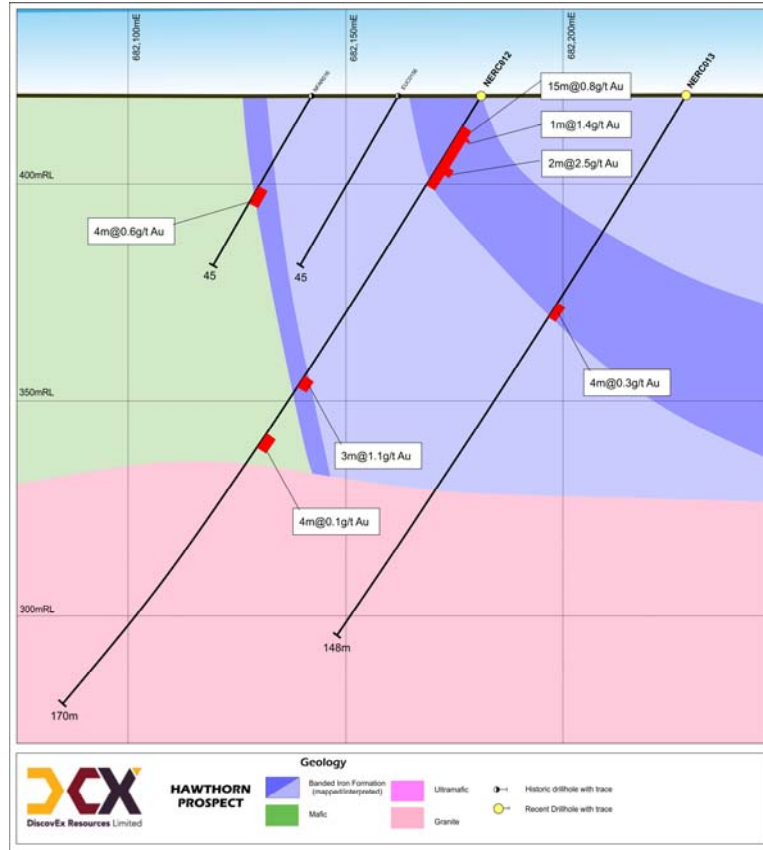 682,100mE
682,150mE
682,200mE
NERC012
NERC013
15m@0.8g/t Au
1m@1.4g/t Au
2m@2.5g/t Au
400mRL
4m@0.6g/t Au
45
45
4m@0.3g/t Au
350mRL
3m@1.1g/t Au
4m@0.1g/t Au
300mRL
148m
170m
DCX
DiscovEx Resources Limited
HAWTHORN
PROSPECT
Geology
Banded Iron Formation
(mapped/interpreted)
Mafic
Ultramafic
Granite
Historic drillhole with trace
Recent Drillhole with trace